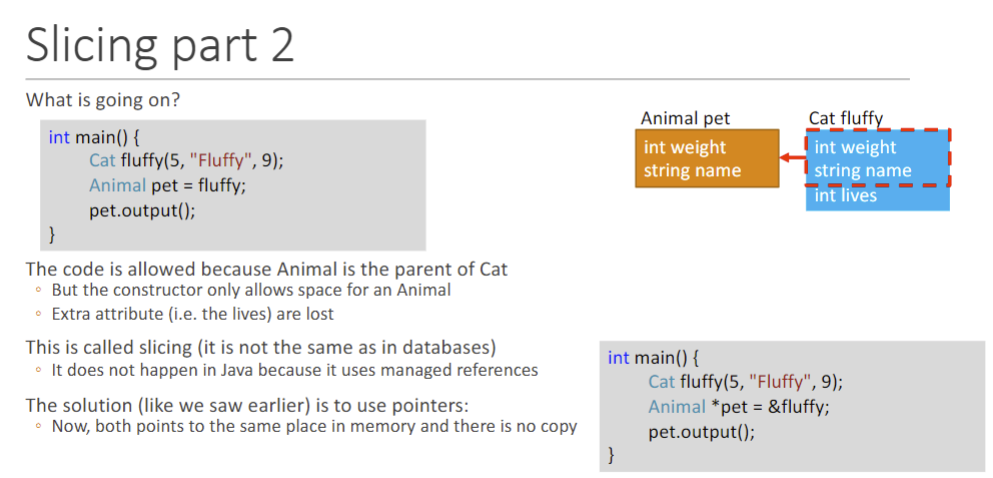 Slicing part 2
What is going on?
int main() {
Cat fluffy(5, "Fluffy", 9);
Animal pet = fluffy;
pet.output();
}
Animal pet
int weight
string name
Cat fluffy
int weight
string name
int lives
The code is allowed because Animal is the parent of Cat
◦ But the constructor only allows space for an Animal
◦ Extra attribute (i.e. the lives) are lost
This is called slicing (it is not the same as in databases)
◦ It does not happen in Java because it uses managed references
The solution (like we saw earlier) is to use pointers:
◦ Now, both points to the same place in memory and there is no copy
int main() {
Cat fluffy(5, "Fluffy", 9);
Animal *pet = &fluffy;
pet.output();
}